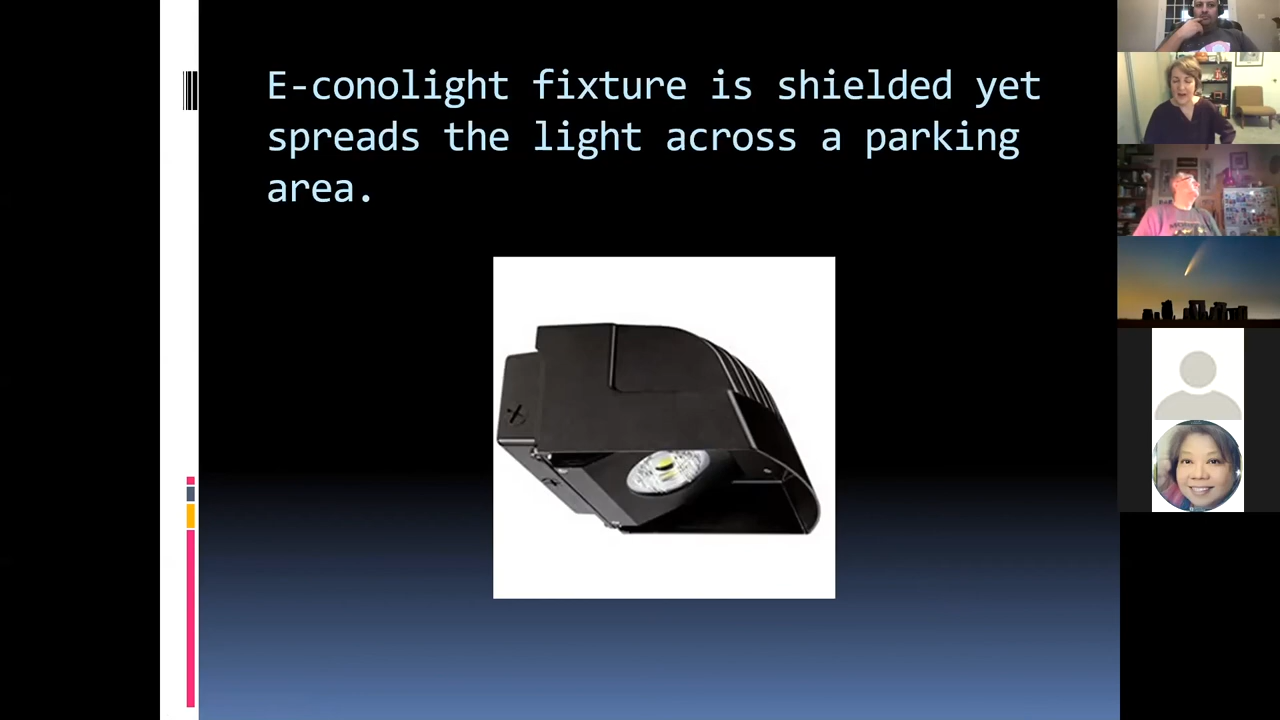 E-conolight fixture is shielded yet
spreads the light across a parking
area.